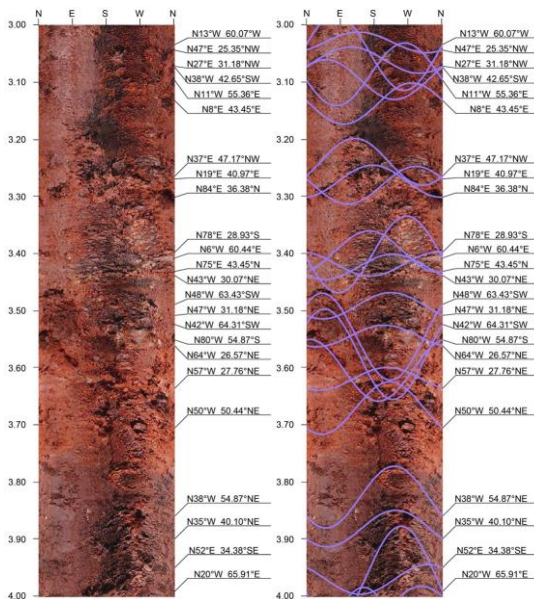 N E S W N
3.00
N13°W 60.07°W
N47°E 25.35°NW
N27°E 31.18°NW
N38°W 42.65°SW
3.10
N11°W 55.36°E
N8°E 43.45°E
3.20
N37°E 47.17°NW
N19°E 40.97°E
N84°E 36.38°N
3.30
N78°E 28.93°S
N6°W 60.44°E
3.40
N75°E 43.45°N
N43°W 30.07°NE
N48°W 63.43°SW
N47°W 31.18°NE
3.50
N42°W 64.31°SW
N80°W 54.87°S
N64°W 26.57°NE
3.60
N57°W 27.76°NE
N50°W 50.44°NE
3.70
3.80
N38°W 54.87°NE
N35°W 40.10°NE
3.90
N52°E 34.38°SE
N20°W 65.91°E
4.00
N E S W N
3.00
N13°W 60.07°W
N47°E 25.35°NW
N27°E 31.18°NW
N38°W 42.65°SW
3.10
N11°W 55.36°E
N8°E 43.45°E
3.20
N37°E 47.17°NW
N19°E 40.97°E
N84°E 36.38°N
3.30
N78°E 28.93°S
N6°W 60.44°E
3.40
N75°E 43.45°N
N43°W 30.07°NE
N48°W 63.43°SW
N47°W 31.18°NE
3.50
N42°W 64.31°SW
N80°W 54.87°S
N64°W 26.57°NE
3.60
N57°W 27.76°NE
N50°W 50.44°NE
3.70
3.80
N38°W 54.87°NE
N35°W 40.10°NE
3.90
N52°E 34.38°SE
N20°W 65.91°E
4.00